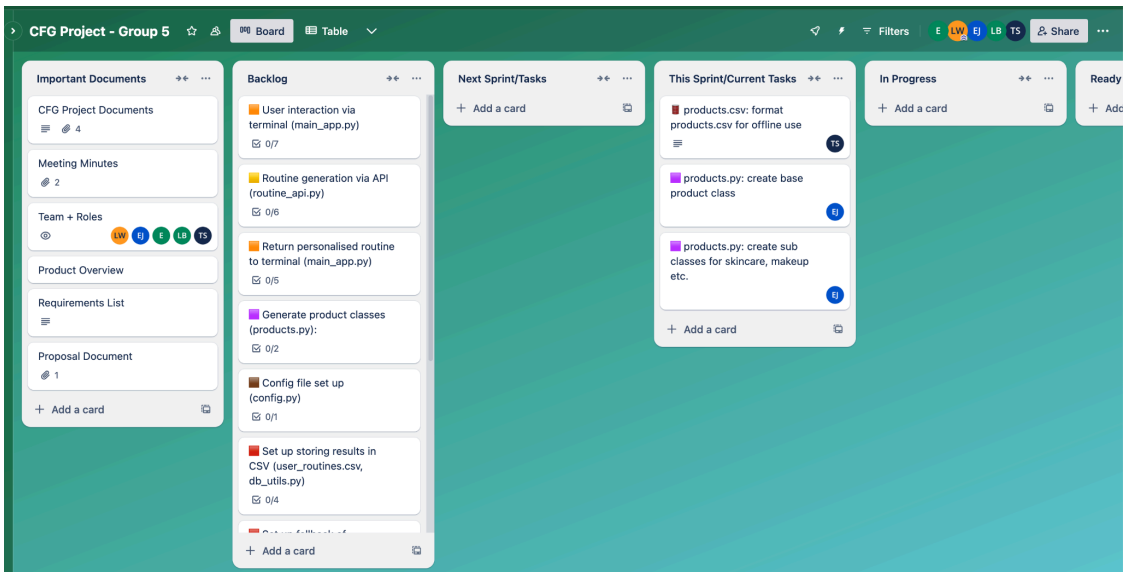 CFG Project - Group 5
Board
Table
Filters
E
LW
EJ
LB
TS
Share
Important Documents
CFG Project Documents
4
Meeting Minutes
2
Team + Roles
LW
EJ
E
LB
TS
Product Overview
Requirements List
Proposal Document
1
+ Add a card
Backlog
User interaction via
terminal (main_app.py)
0/7
Routine generation via API
(routine_api.py)
0/6
Return personalised routine
to terminal (main_app.py)
0/5
Generate product classes
(products.py):
0/2
Config file set up
(config.py)
0/1
Set up storing results in
CSV (user_routines.csv,
db_utils.py)
0/4
+ Add a card
Next Sprint/Tasks
+ Add a card
This Sprint/Current Tasks
products.csv: format
products.csv for offline use
TS
products.py: create base
product class
EJ
products.py: create sub
classes for skincare, makeup
etc.
EJ
+ Add a card
In Progress
+ Add a card
Ready
+ Add